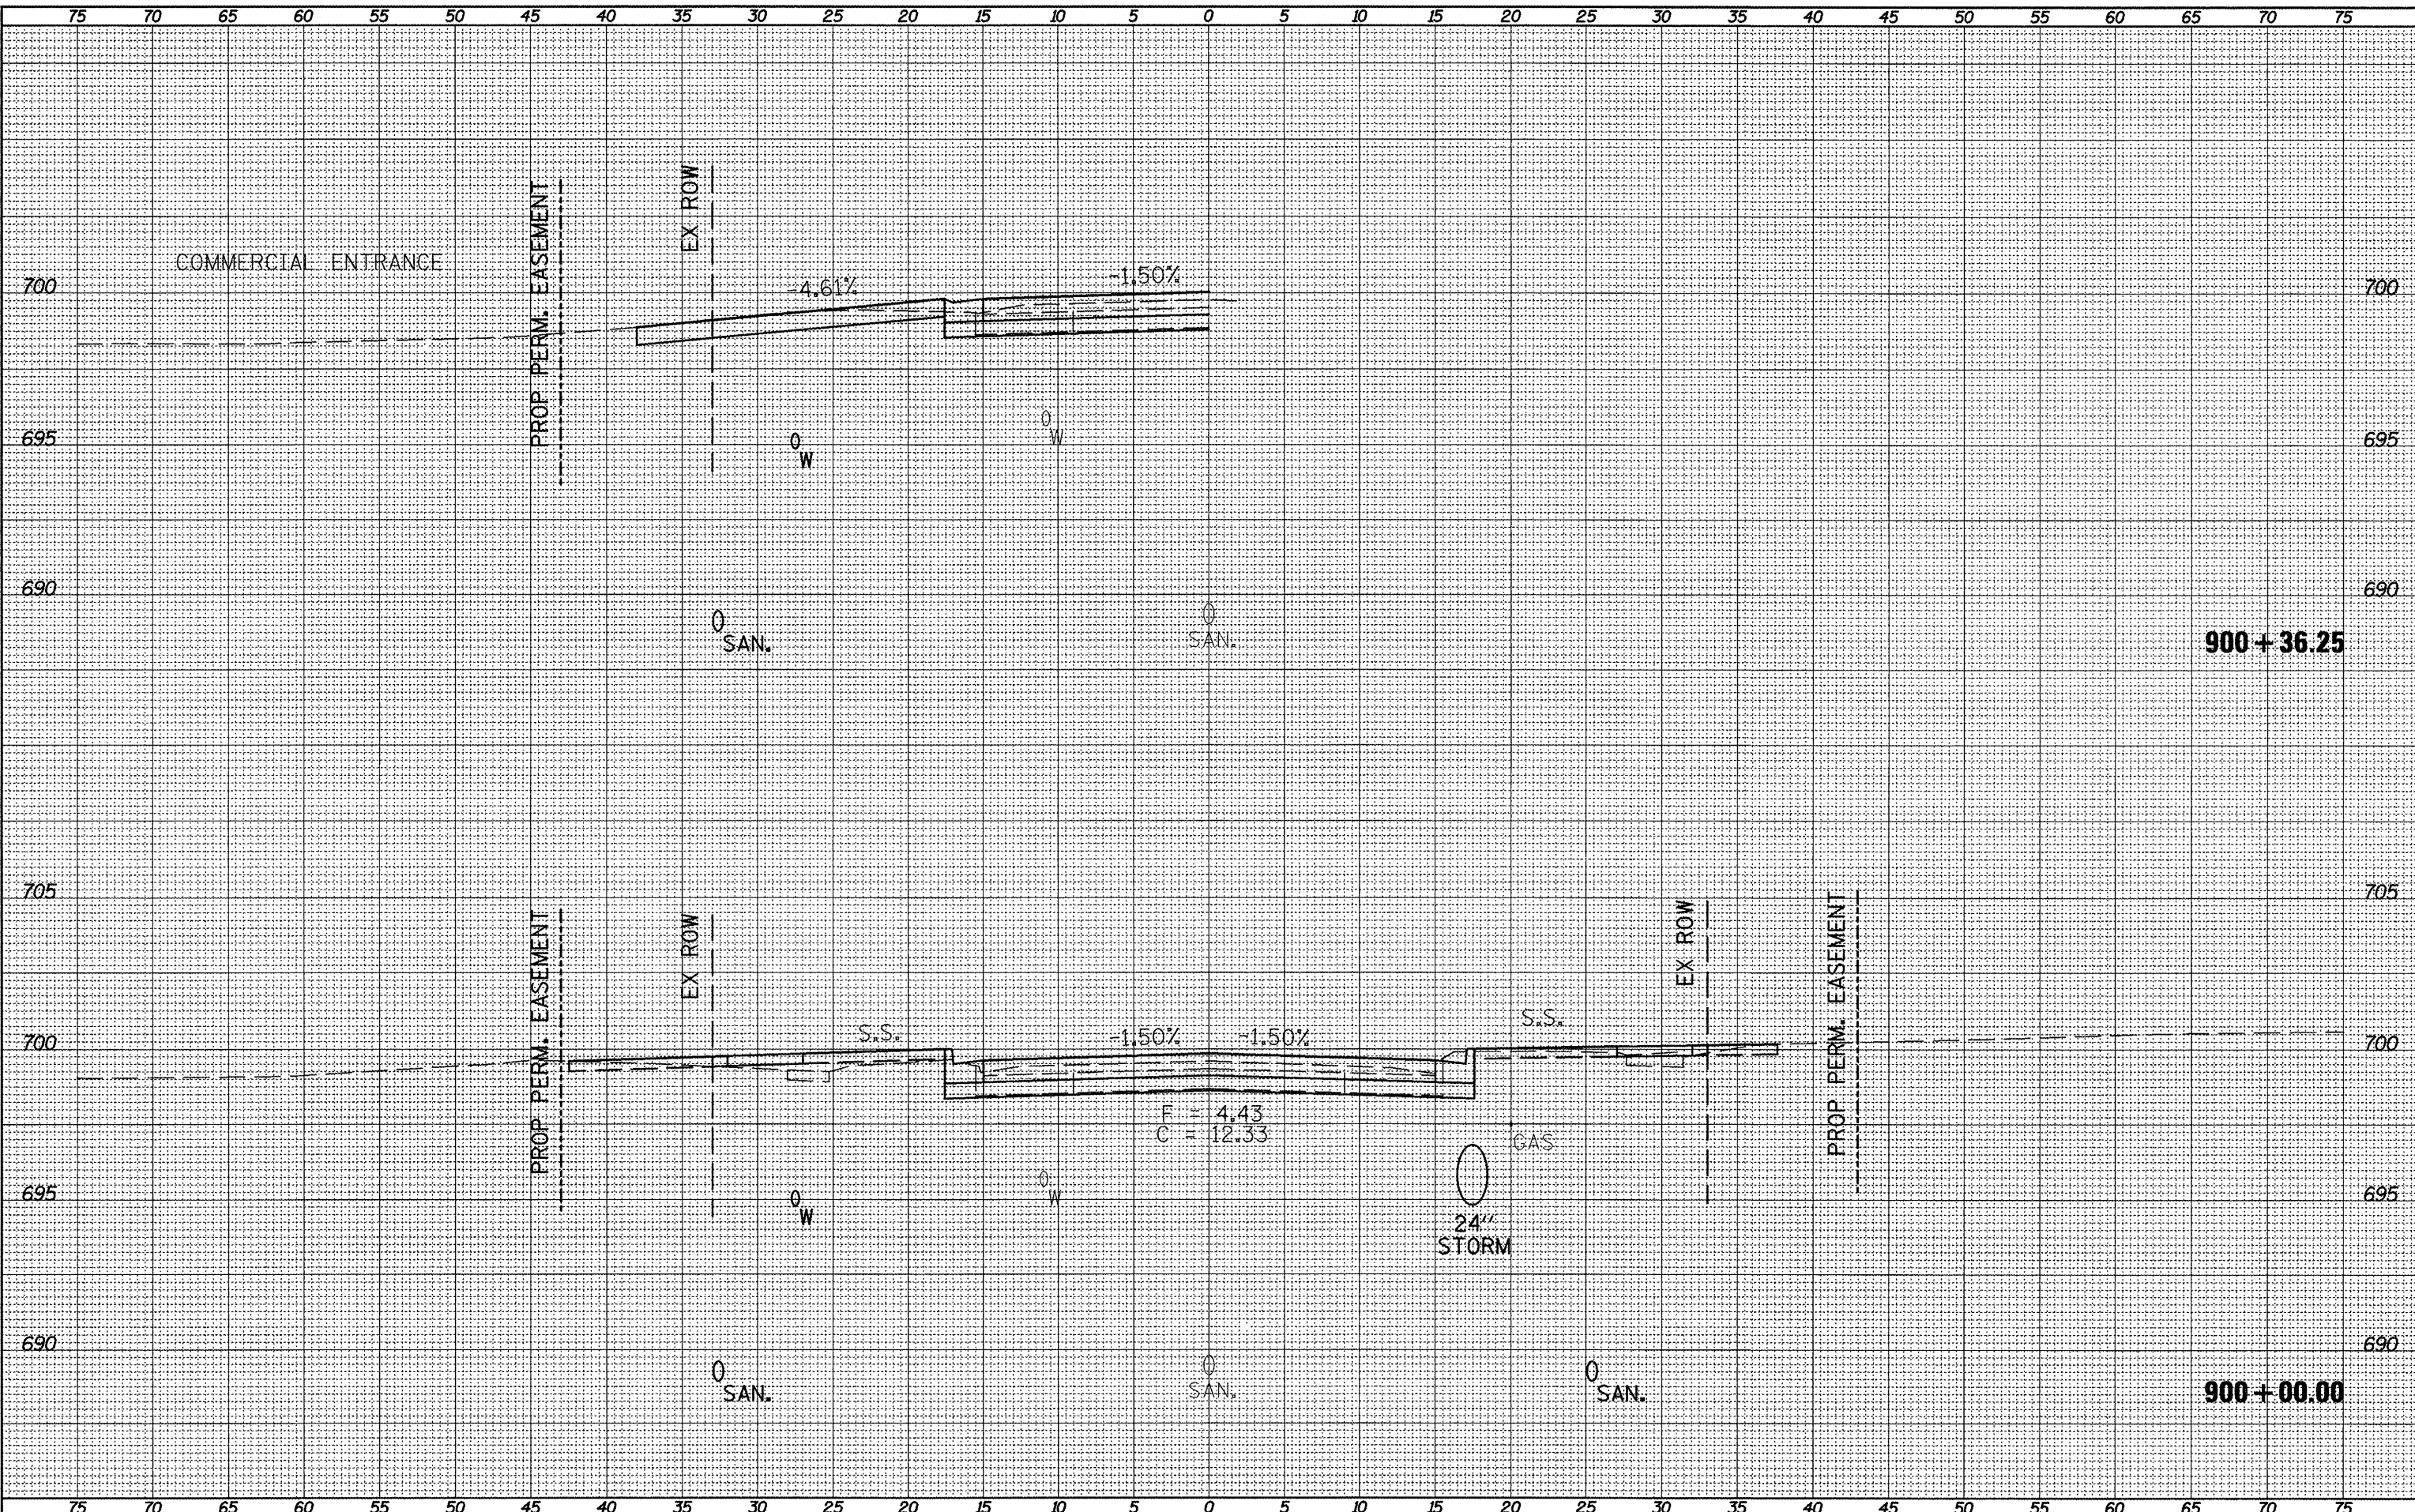 75 70 65 60 55 50 45 40 35 30 25 20 15 10 5 0 5 10 15 20 25 30 35 40 45 50 55 60 65 70 75
PROP PERM. EASEMENT
EX ROW
COMMERCIAL ENTRANCE
-4.61%
-1.50%
700 700
W
W
695 695
690 690
SAN.
SAN.
900 + 36.25
705 705
PROP PERM. EASEMENT
EX ROW
EX ROW
PROP PERM. EASEMENT
S.S.
-1.50% -1.50%
S.S.
700 700
F = 4.43
C = 12.33
GAS
W
W
695 695
24"
STORM
690 690
SAN.
SAN.
SAN.
900 + 00.00
75 70 65 60 55 50 45 40 35 30 25 20 15 10 5 0 5 10 15 20 25 30 35 40 45 50 55 60 65 70 75